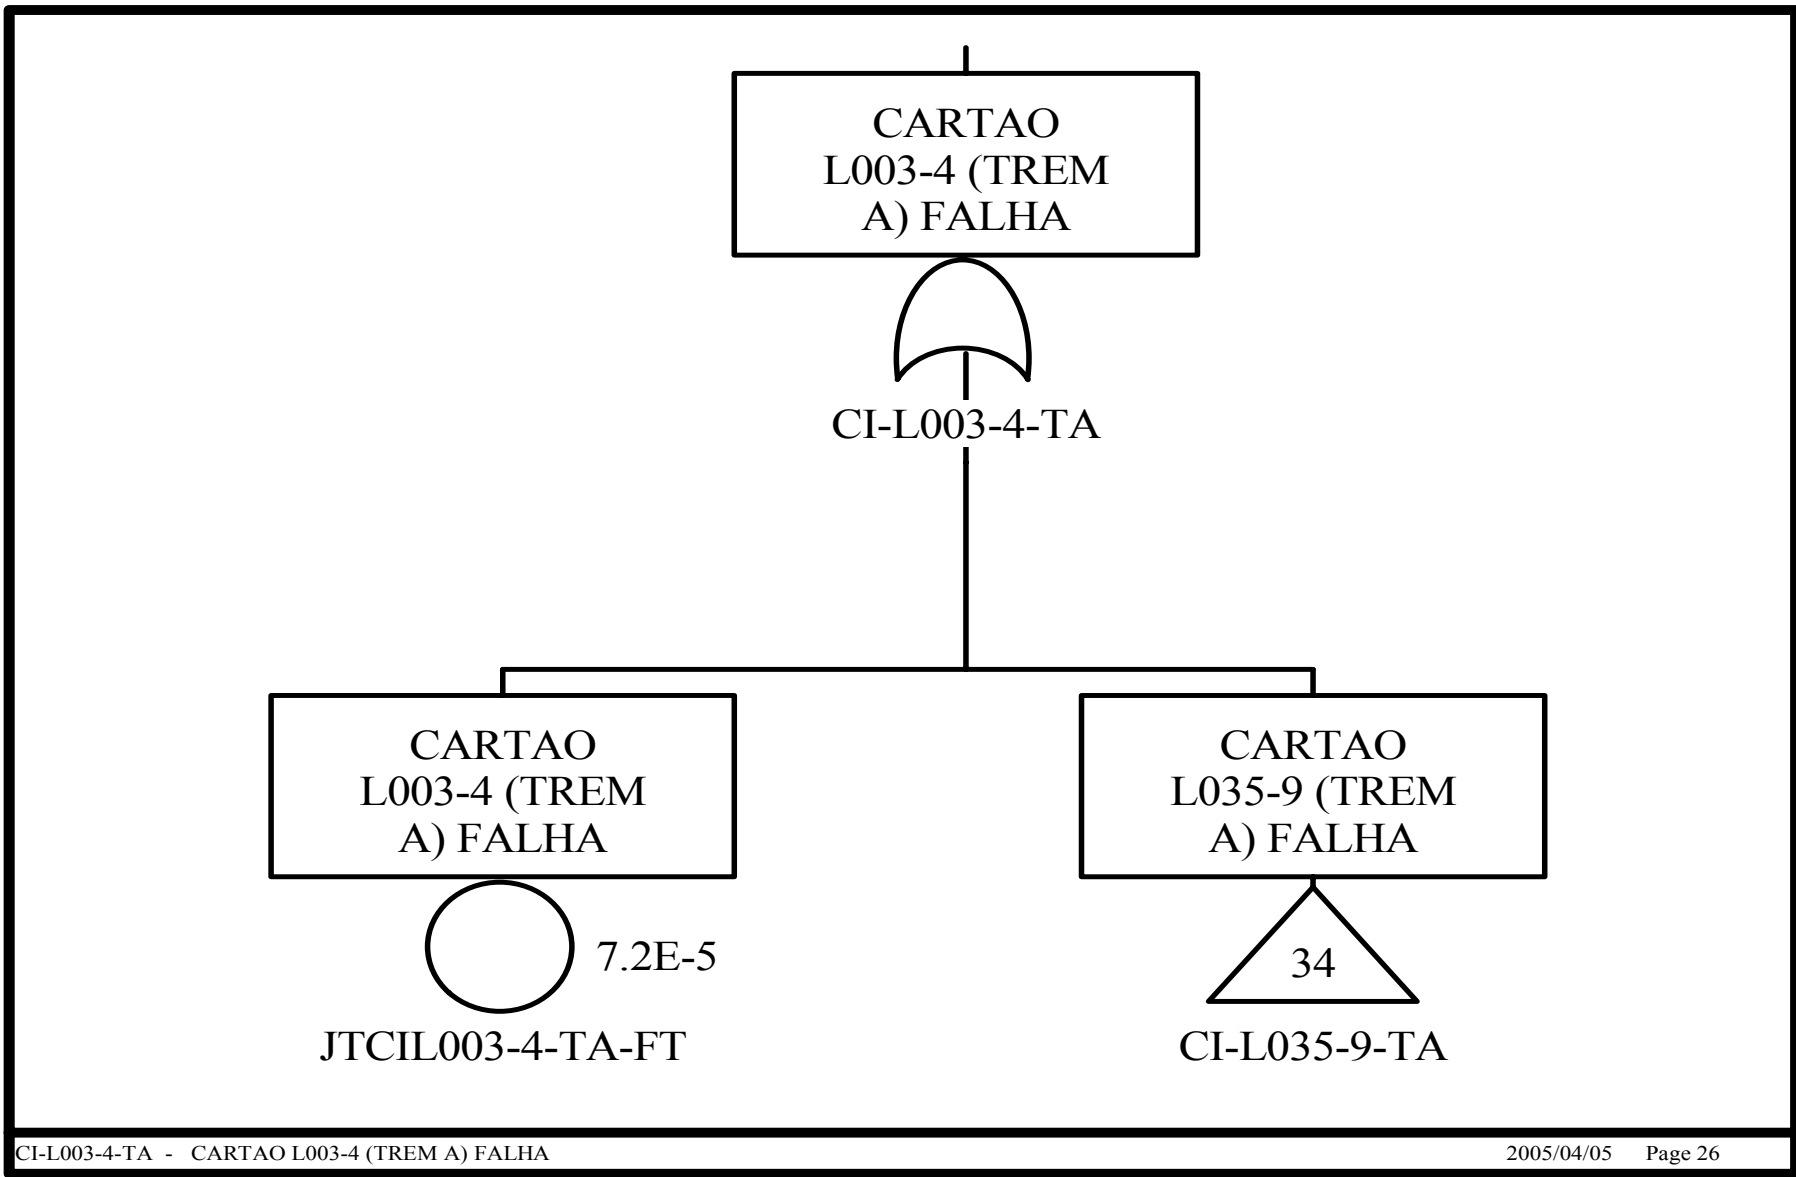 CARTAO
L003-4 (TREM
A) FALHA
CI-L003-4-TA
CARTAO
L003-4 (TREM
A) FALHA
7.2E-5
JTCIL003-4-TA-FT
CARTAO
L035-9 (TREM
A) FALHA
34
CI-L035-9-TA
CI-L003-4-TA - CARTAO L003-4 (TREM A) FALHA
2005/04/05 Page 26